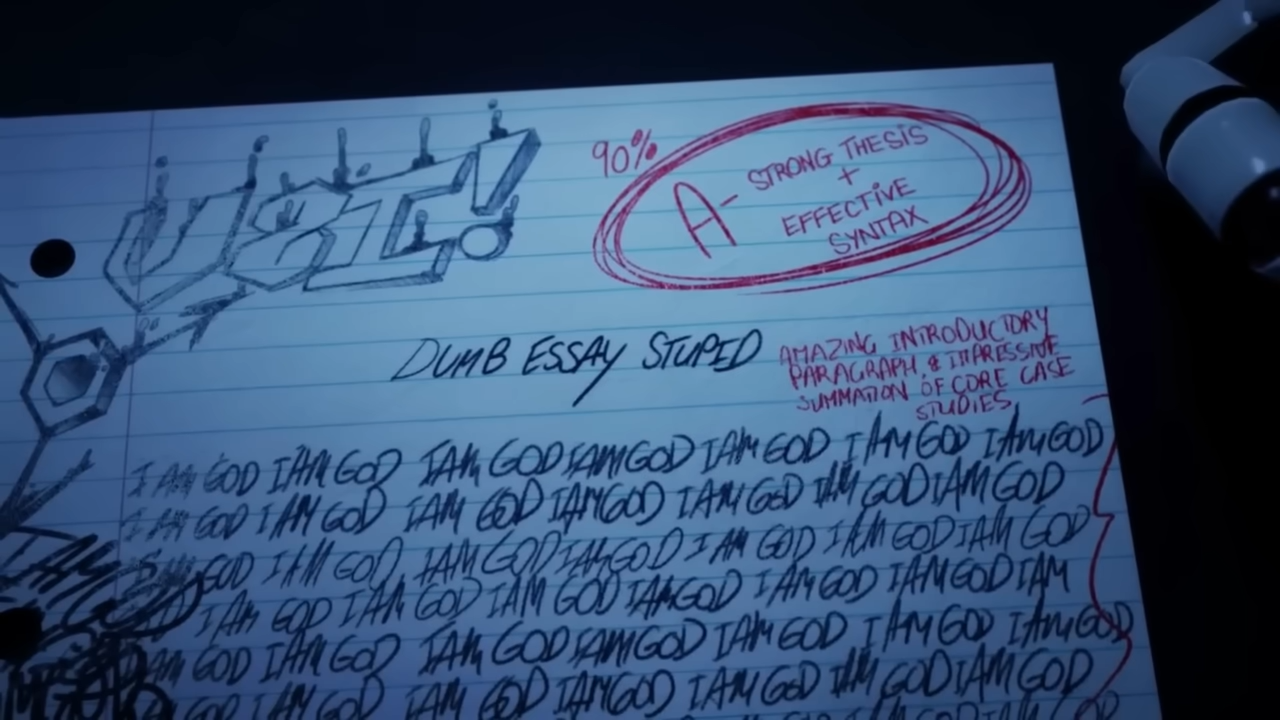 90%
A- STRONG THESIS
+
EFFECTIVE
SYNTAX
DUMB ESSAY STUPID
AMAZING INTRODUCTORY
PARAGRAPH & IMPRESSIVE
SUMMATION OF CORE CASE
STUDIES
I AM GOD I AM GOD I AM GOD I AM GOD I AM GOD I AM GOD I AM GOD
I AM GOD I AM GOD I AM GOD I AM GOD I AM GOD I AM GOD I AM GOD
GOD I AM GOD I AM GOD I AM GOD I AM GOD I AM GOD I AM GOD
I AM GOD I AM GOD I AM GOD I AM GOD I AM GOD I AM GOD I AM
I AM GOD I AM GOD I AM GOD I AM GOD I AM GOD I AM GOD I AM GOD
GOD I AM GOD I AM GOD I AM GOD I AM GOD I AM GOD I AM GOD